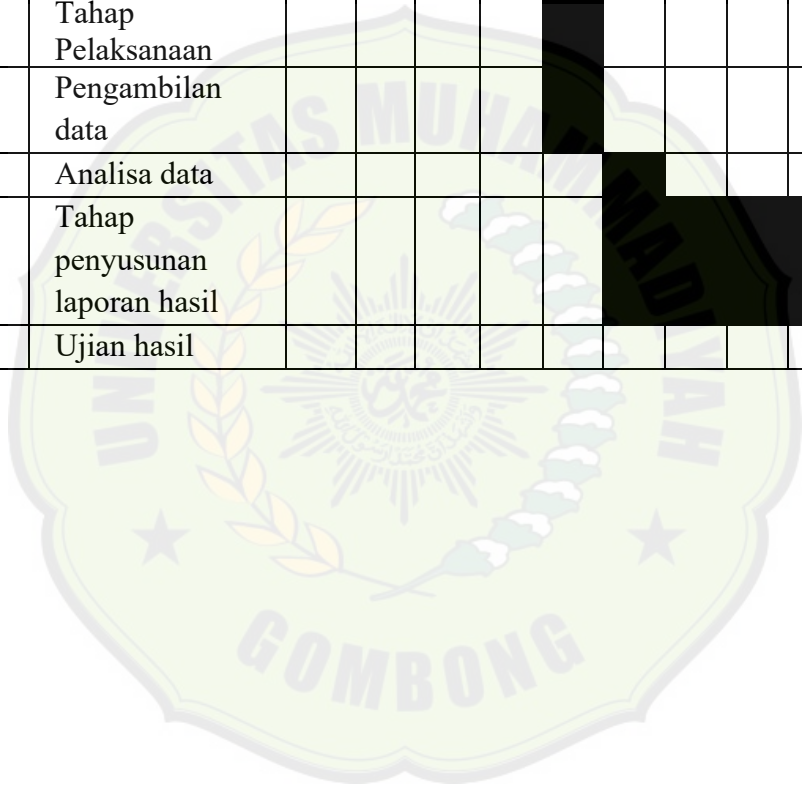 Tahap
Pelaksanaan
Pengambilan
data
Analisa data
Tahap
penyusunan
laporan hasil
Ujian hasil
UNIVERSITAS MUHAMMADIYAH
GOMBONG